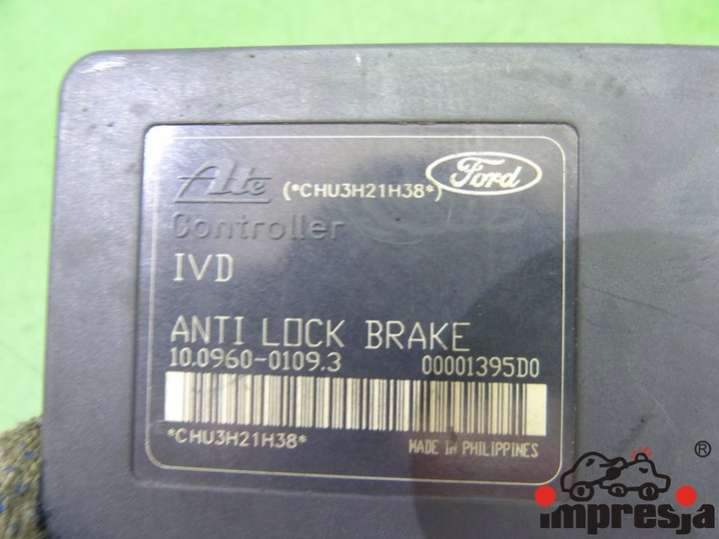 Ate (*CHU3H21H38*) Ford
Controller
IVD
ANTI LOCK BRAKE
10.0960-0109.3 00001395D0
*CHU3H21H38* MADE IN PHILIPPINES
®
impresja